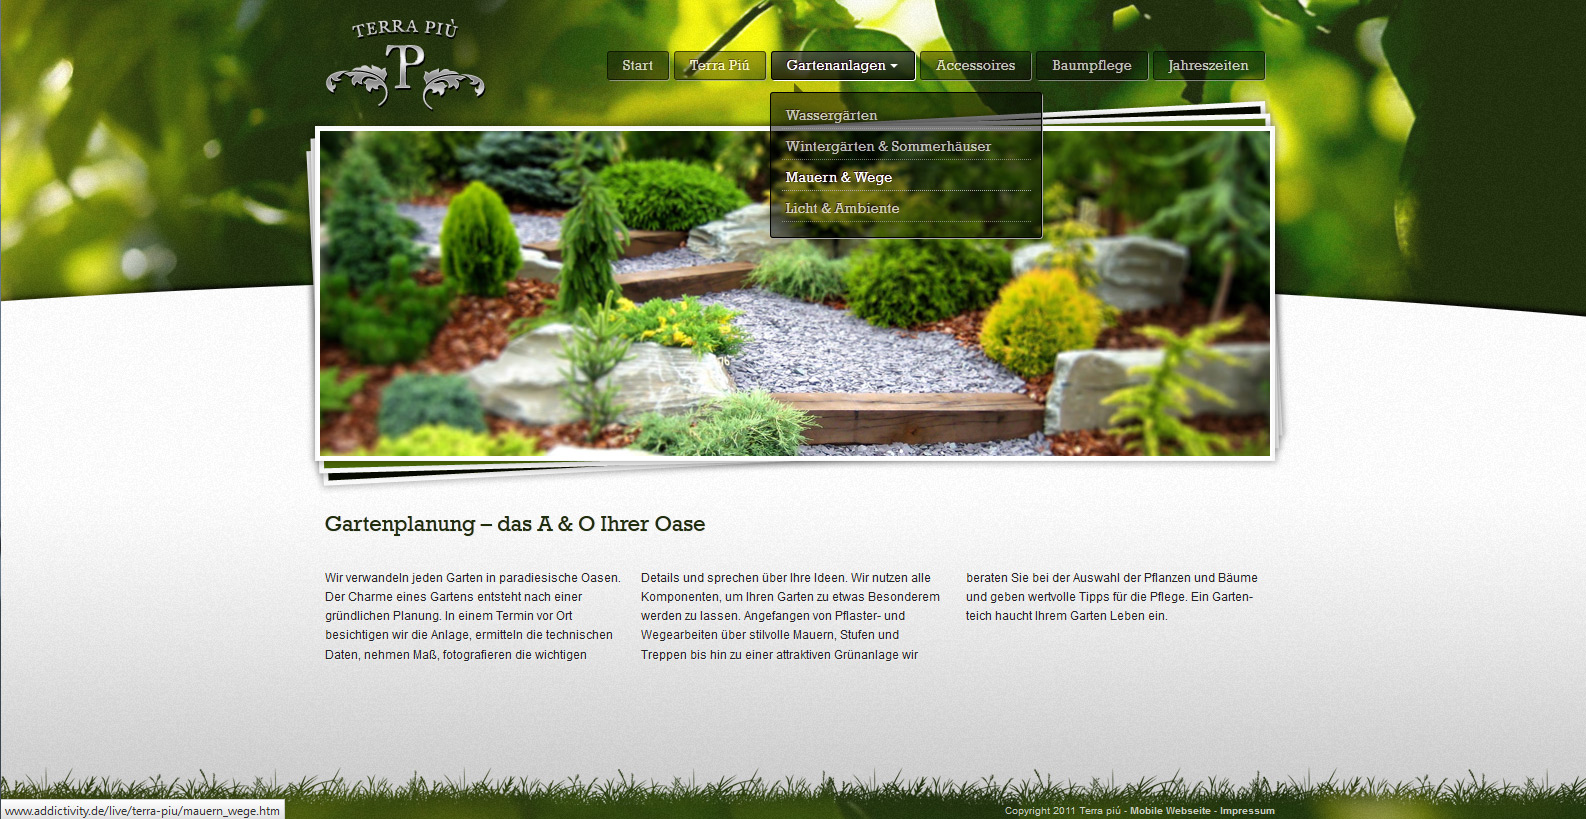 TERRA PIÙ
P
Start
Terra Piú
Gartenanlagen
Accessoires
Baumpflege
Jahreszeiten
Wassergärten
Wintergärten & Sommerhäuser
Mauern & Wege
Licht & Ambiente
Gartenplanung – das A & O Ihrer Oase
Wir verwandeln jeden Garten in paradiesische Oasen.
Der Charme eines Gartens entsteht nach einer
gründlichen Planung. In einem Termin vor Ort
besichtigen wir die Anlage, ermitteln die technischen
Daten, nehmen Maß, fotografieren die wichtigen
Details und sprechen über Ihre Ideen. Wir nutzen alle
Komponenten, um Ihren Garten zu etwas Besonderem
werden zu lassen. Angefangen von Pflaster- und
Wegearbeiten über stilvolle Mauern, Stufen und
Treppen bis hin zu einer attraktiven Grünanlage wir
beraten Sie bei der Auswahl der Pflanzen und Bäume
und geben wertvolle Tipps für die Pflege. Ein Garten-
teich haucht Ihrem Garten Leben ein.
www.addictivity.de/live/terra-piu/mauern_wege.htm
Copyright 2011 Terra piú - Mobile Webseite - Impressum